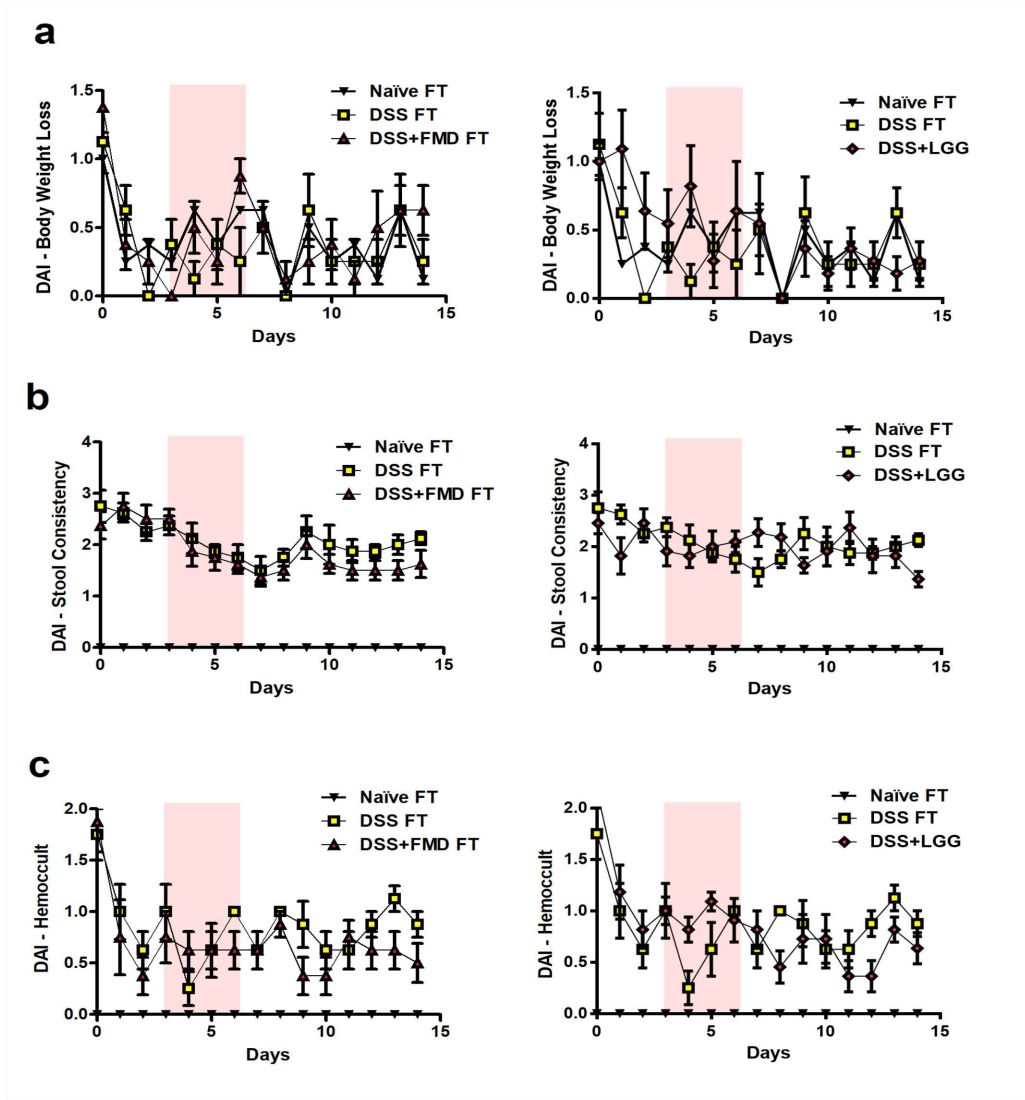 a
DAI - Body Weight Loss
1.5
1.0
0.5
0.0
0
5
10
15
Days
Naïve FT
DSS FT
DSS+FMD FT
DAI - Body Weight Loss
1.5
1.0
0.5
0.0
0
5
10
15
Days
Naïve FT
DSS FT
DSS+LGG
b
DAI - Stool Consistency
4
3
2
1
0
0
5
10
15
Days
Naïve FT
DSS FT
DSS+FMD FT
DAI - Stool Consistency
4
3
2
1
0
0
5
10
15
Days
Naïve FT
DSS FT
DSS+LGG
c
DAI - Hemoccult
2.0
1.5
1.0
0.5
0.0
0
5
10
15
Days
Naïve FT
DSS FT
DSS+FMD FT
DAI - Hemoccult
2.0
1.5
1.0
0.5
0.0
0
5
10
15
Days
Naïve FT
DSS FT
DSS+LGG